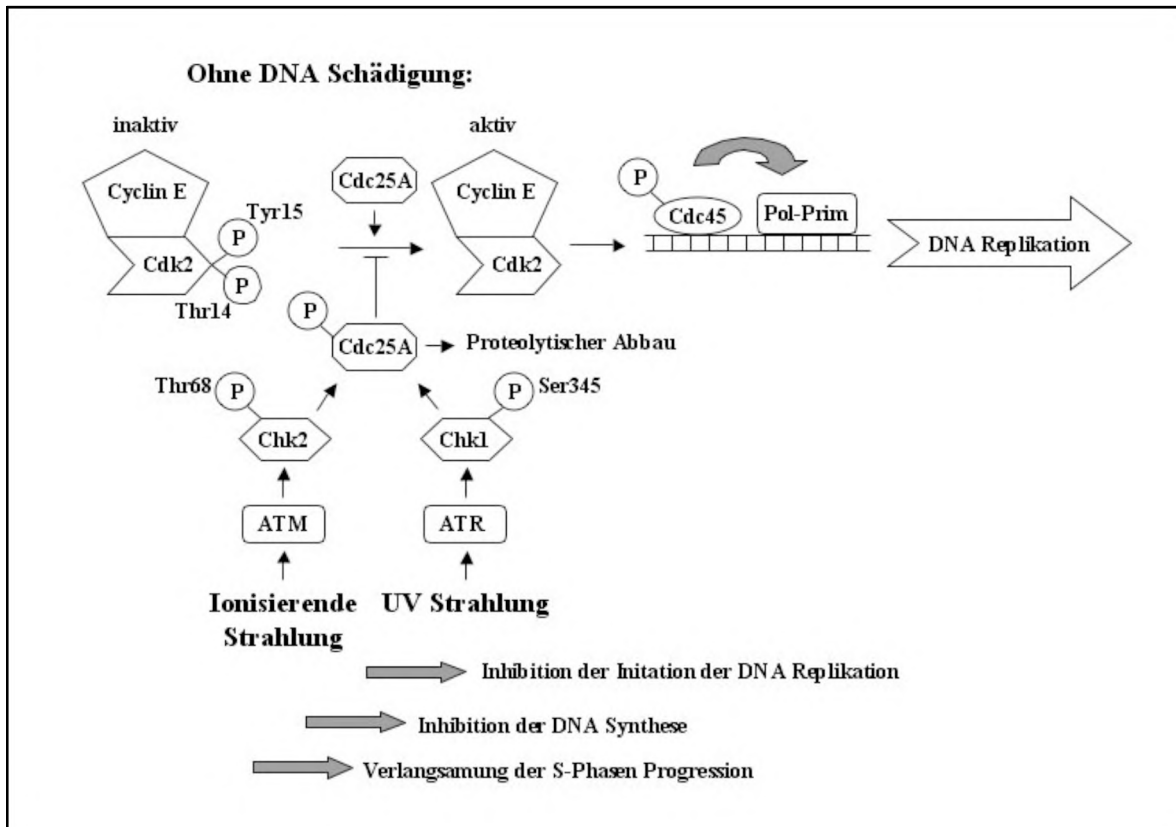 Ohne DNA Schädigung:
inaktiv
aktiv
Cyclin E
Cdk2
P
Tyr15
P
Thr14
Cdc25A
Cyclin E
Cdk2
P
Cdc45
Pol-Prim
DNA Replikation
P
Cdc25A
Proteolytischer Abbau
Thr68
P
Chk2
P
Ser345
Chk1
ATM
ATR
Ionisierende
Strahlung
UV Strahlung
Inhibition der Initation der DNA Replikation
Inhibition der DNA Synthese
Verlangsamung der S-Phasen Progression